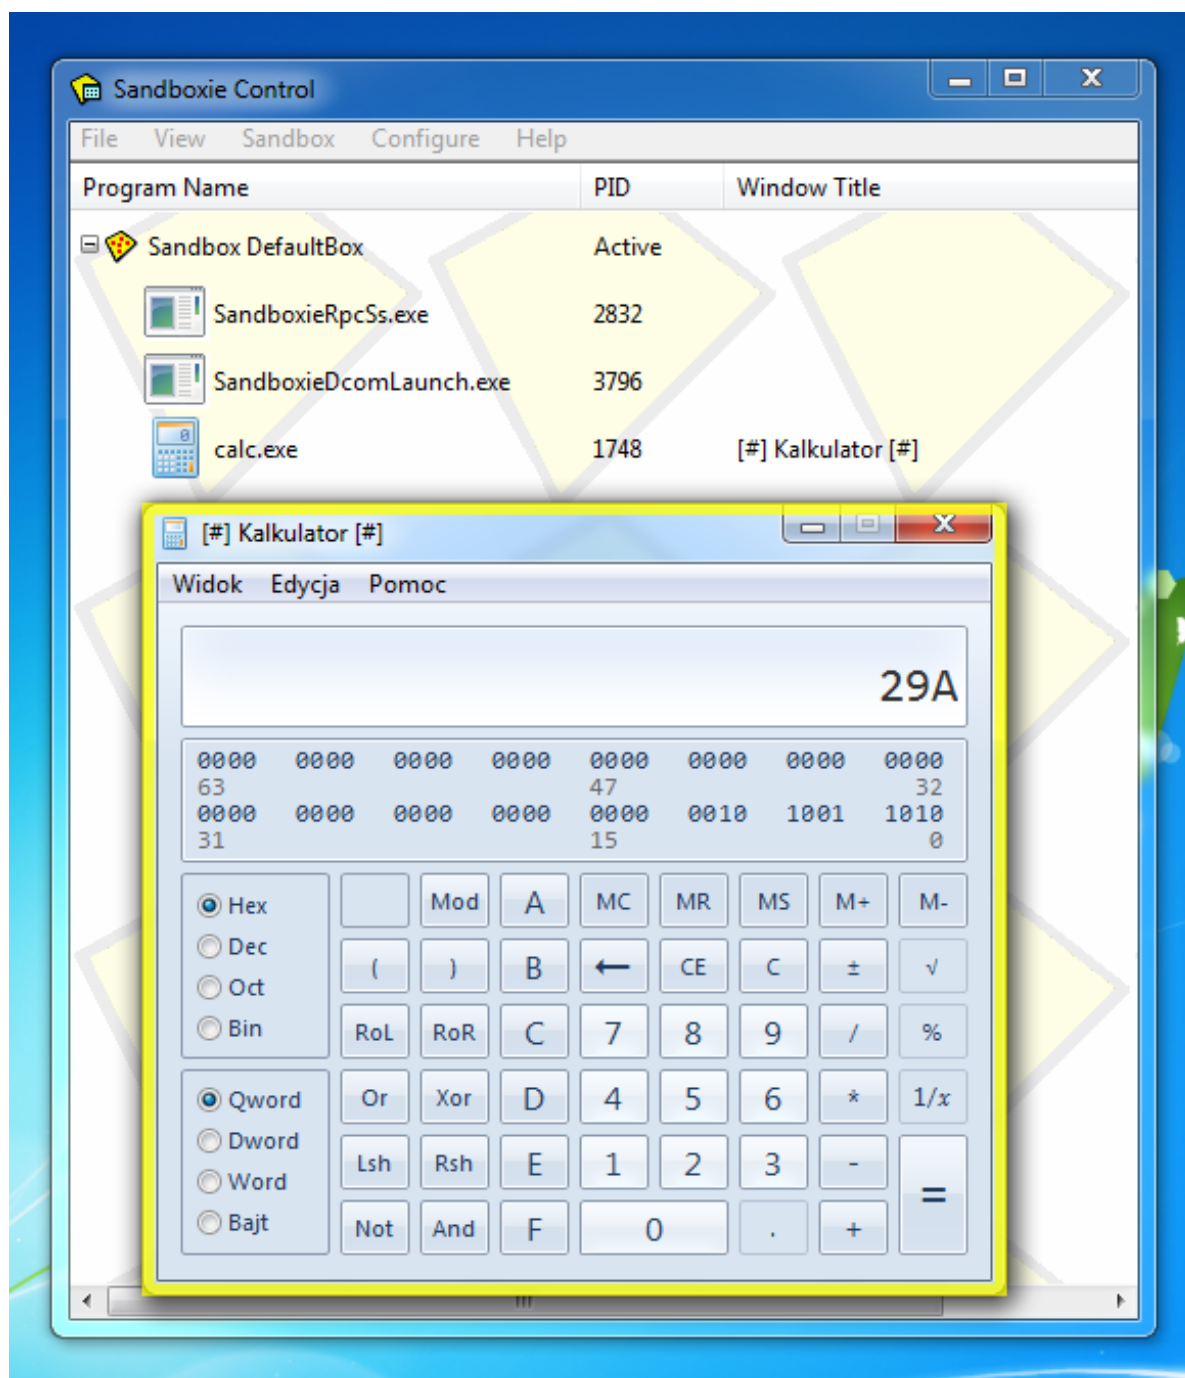 Sandboxie Control
File View Sandbox Configure Help
Program Name PID Window Title
Sandbox DefaultBox Active
SandboxieRpcSs.exe 2832
SandboxieDcomLaunch.exe 3796
calc.exe 1748 [#] Kalkulator [#]
[#] Kalkulator [#]
Widok Edycja Pomoc
29A
0000 0000 0000 0000 0000 0000 0000 0000
63 47 32
0000 0000 0000 0000 0000 0010 1001 1010
31 15 0
Hex Mod A MC MR MS M+ M-
Dec
( ) B ← CE C ± √
Oct
Bin RoL RoR C 7 8 9 / %
Qword Or Xor D 4 5 6 * 1/x
Dword
Lsh Rsh E 1 2 3 - =
Word
Bajt Not And F 0 . +